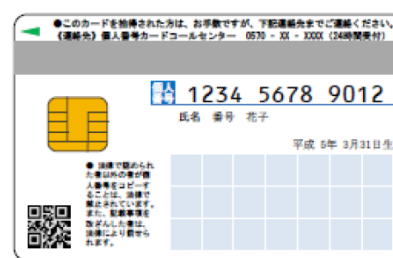 ●このカードを拾得された方は、お手数ですが、下記連絡先までご連絡ください。
《連絡先》個人番号カードコールセンター 0570 - XX - XXXX (24時間受付)
個人番号 1234 5678 9012
氏名 番号 花子
平成 5年 3月31日生
● 法律で認められ
た者以外の者が個
人番号をコピーす
ることは、法律で
禁止されています。
また、記載事項を
改ざんした者は、
法律により罰せら
れます。